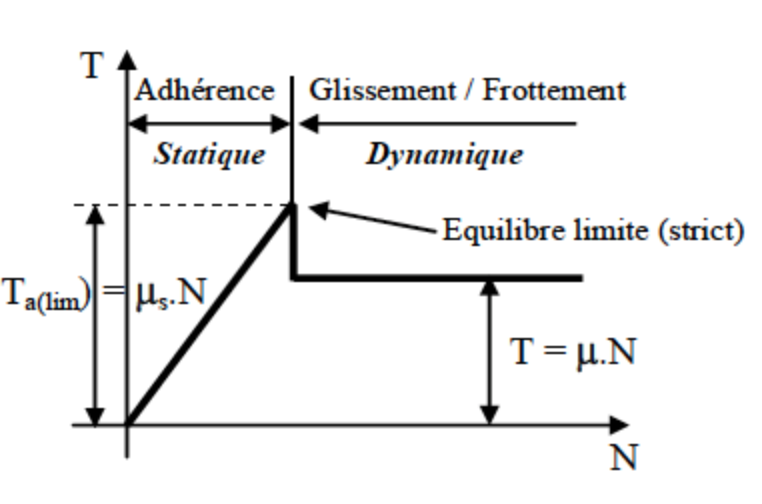 T
Adhérence
Glissement / Frottement
Statique
Dynamique
Equilibre limite (strict)
Ta(lim) = μs.N
T = μ.N
N